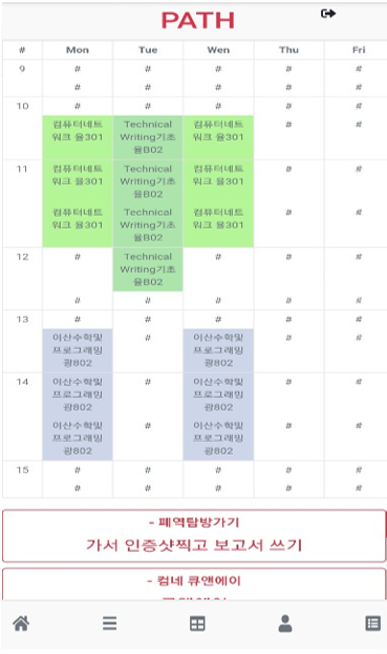 PATH
# Mon Tue Wed Thu Fri
9 # # # # #
# # # # #
10 # # # # #
컴퓨터네트 Technical 컴퓨터네트 # #
워크 율301 Writing기초 워크 율301
율B02
11 컴퓨터네트 Technical 컴퓨터네트 # #
워크 율301 Writing기초 워크 율301
율B02
컴퓨터네트 Technical 컴퓨터네트 # #
워크 율301 Writing기초 워크 율301
율B02
12 # Technical # # #
Writing기초
율B02
# # # # #
13 # # # # #
이산수학및 # 이산수학및 # #
프로그래밍 프로그래밍
광802 광802
14 이산수학및 # 이산수학및 # #
프로그래밍 프로그래밍
광802 광802
이산수학및 # 이산수학및 # #
프로그래밍 프로그래밍
광802 광802
15 # # # # #
# # # # #
- 폐역탐방가기
가서 인증샷찍고 보고서 쓰기
- 컴네 큐앤에이